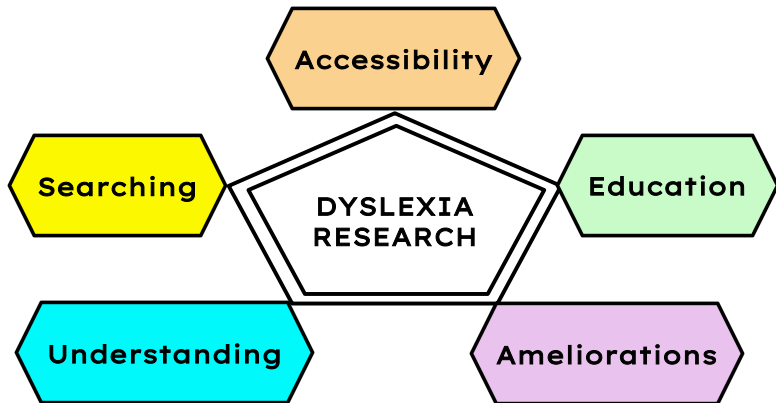 Accessibility
Searching
Education
DYSLEXIA
RESEARCH
Understanding
Ameliorations